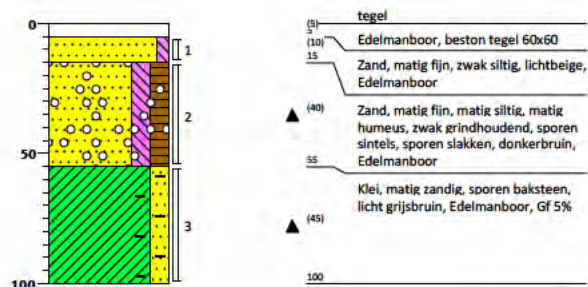 0
50
100
1
2
3
tegel
(5)
5
Edelmanboor, beston tegel 60x60
(10)
15
Zand, matig fijn, zwak siltig, lichtbeige,
Edelmanboor
(40)
Zand, matig fijn, matig siltig, matig
humeus, zwak grindhoudend, sporen
sintels, sporen slakken, donkerbruin,
Edelmanboor
55
Klei, matig zandig, sporen baksteen,
licht grijsbruin, Edelmanboor, Gf 5%
(45)
100